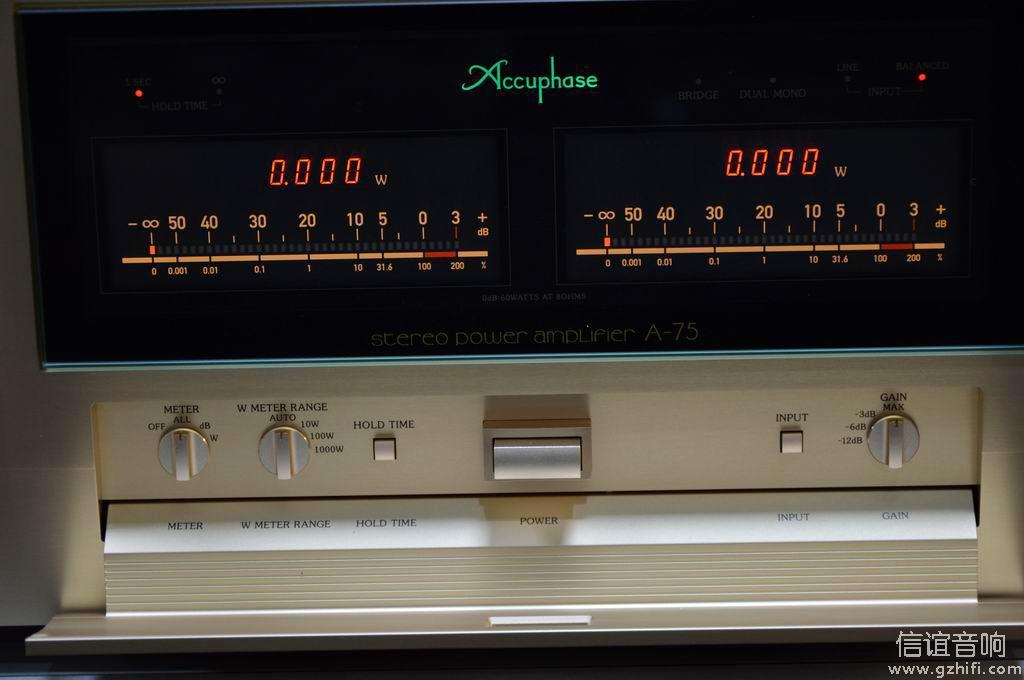 1 SEC ∞
HOLD TIME
Accuphase
BRIDGE DUAL MONO
LINE BALANCED
INPUT
0.000 W
-∞ 50 40 30 20 10 5 0 3 + dB
0 0.001 0.01 0.1 1 10 31.6 100 200 %
0.000 W
-∞ 50 40 30 20 10 5 0 3 + dB
0 0.001 0.01 0.1 1 10 31.6 100 200 %
0dB:60WATTS AT 8OHMS
stereo power amplifier A-75
METER
OFF ALL dB W
W METER RANGE
AUTO 10W 100W 1000W
HOLD TIME
INPUT
GAIN
MAX -3dB -6dB -12dB
METER W METER RANGE HOLD TIME POWER INPUT GAIN
信谊音响
www.gzhifi.com